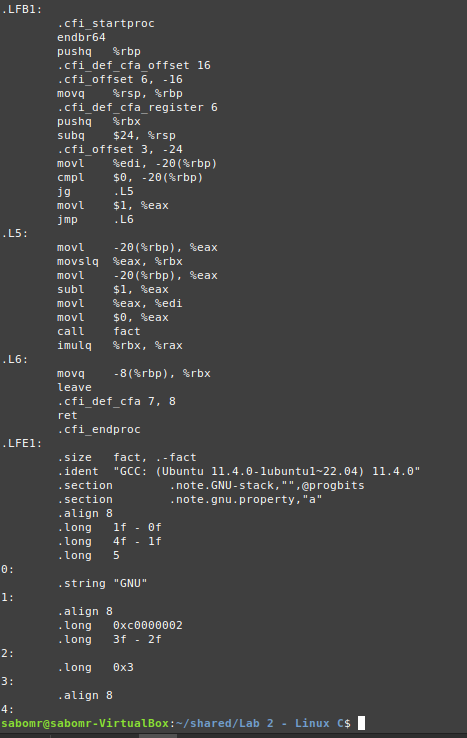 .LFB1:
        .cfi_startproc
        endbr64
        pushq   %rbp
        .cfi_def_cfa_offset 16
        .cfi_offset 6, -16
        movq    %rsp, %rbp
        .cfi_def_cfa_register 6
        pushq   %rbx
        subq    $24, %rsp
        .cfi_offset 3, -24
        movl    %edi, -20(%rbp)
        cmpl    $0, -20(%rbp)
        jg      .L5
        movl    $1, %eax
        jmp     .L6
.L5:
        movl    -20(%rbp), %eax
        movslq  %eax, %rbx
        movl    -20(%rbp), %eax
        subl    $1, %eax
        movl    %eax, %edi
        movl    $0, %eax
        call    fact
        imulq   %rbx, %rax
.L6:
        movq    -8(%rbp), %rbx
        leave
        .cfi_def_cfa 7, 8
        ret
        .cfi_endproc
.LFE1:
        .size   fact, .-fact
        .ident  "GCC: (Ubuntu 11.4.0-1ubuntu1~22.04) 11.4.0"
        .section        .note.GNU-stack,"",@progbits
        .section        .note.gnu.property,"a"
        .align 8
        .long   1f - 0f
        .long   4f - 1f
        .long   5
0:
        .string "GNU"
1:
        .align 8
        .long   0xc0000002
        .long   3f - 2f
2:
        .long   0x3
3:
        .align 8
4:
sabomr@sabomr-VirtualBox:~/shared/Lab 2 - Linux C$